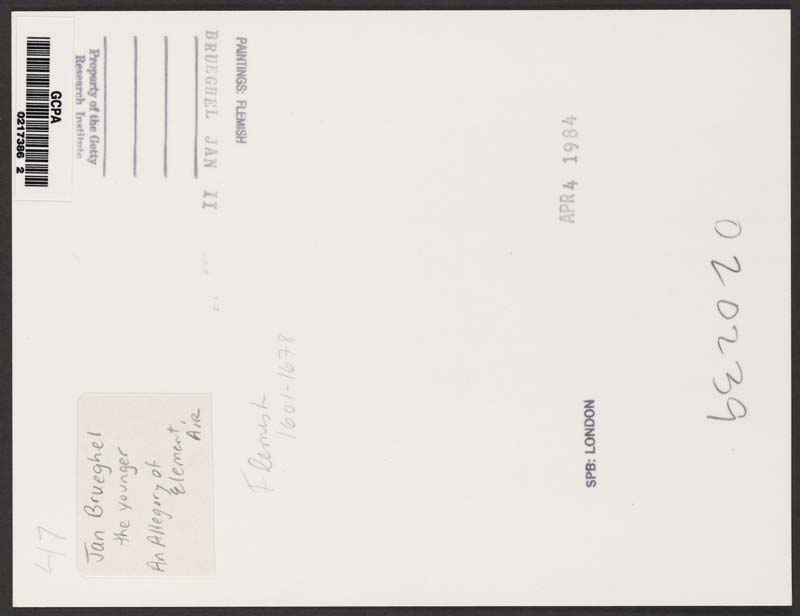 GCPA
0217386 2
Property of the Getty
Research Institute
BRUEGHEL JAN II
PAINTINGS: FLEMISH
APR 4 1984
SPB: LONDON
Jan Brueghel
the younger
An Allegory of
Element,
AIR
Flemish
1601-1678
47